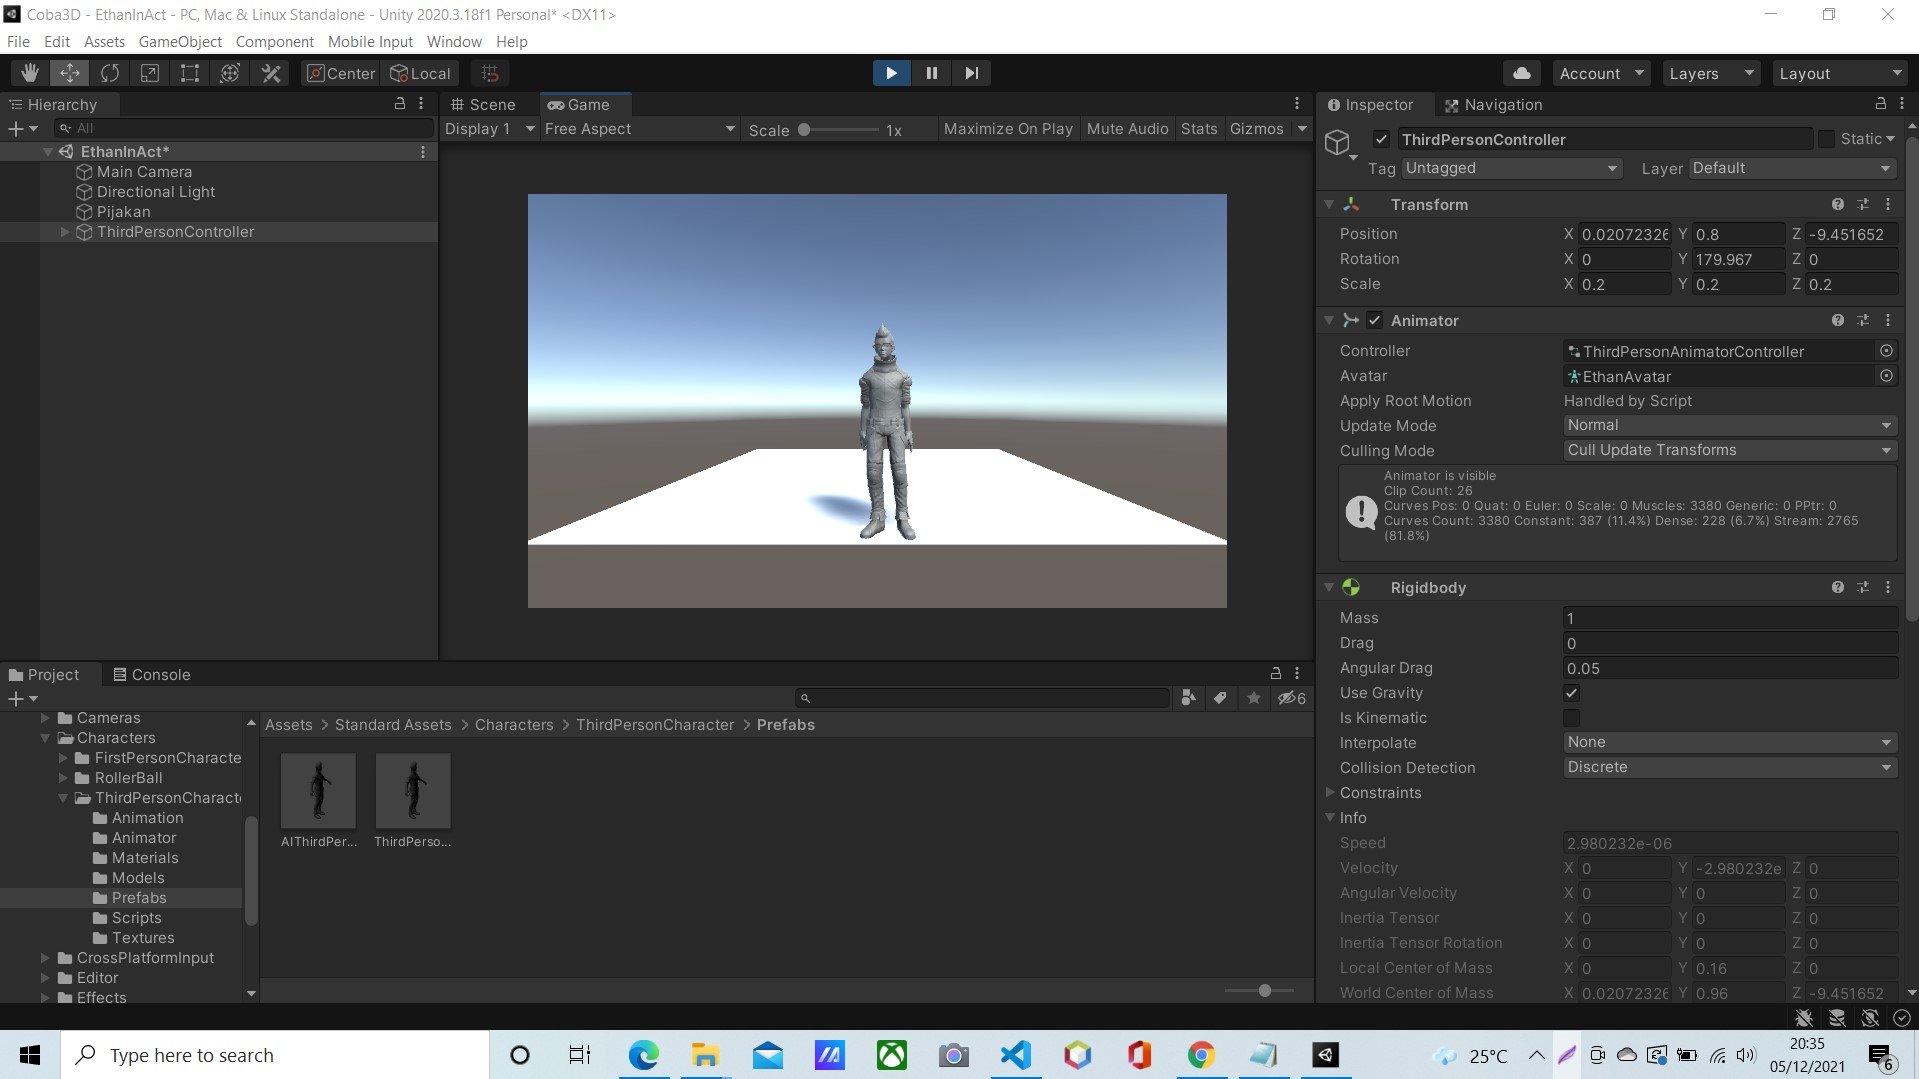 Coba3D - EthanInAct - PC, Mac & Linux Standalone - Unity 2020.3.18f1 Personal* <DX11>
File Edit Assets GameObject Component Mobile Input Window Help
Center Local Account Layers Layout
Hierarchy
All
EthanInAct*
Main Camera
Directional Light
Pijakan
ThirdPersonController
Scene Game
Display 1 Free Aspect Scale 1x Maximize On Play Mute Audio Stats Gizmos
Inspector Navigation
ThirdPersonController Static
Tag Untagged Layer Default
Transform
Position X 0.02072326 Y 0.8 Z -9.451652
Rotation X 0 Y 179.967 Z 0
Scale X 0.2 Y 0.2 Z 0.2
Animator
Controller ThirdPersonAnimatorController
Avatar EthanAvatar
Apply Root Motion Handled by Script
Update Mode Normal
Culling Mode Cull Update Transforms
Animator is visible
Clip Count: 26
Curves Pos: 0 Quat: 0 Euler: 0 Scale: 0 Muscles: 3380 Generic: 0 PPtr: 0
Curves Count: 3380 Constant: 387 (11.4%) Dense: 228 (6.7%) Stream: 2765
(81.8%)
Rigidbody
Mass 1
Drag 0
Angular Drag 0.05
Use Gravity
Is Kinematic
Interpolate None
Collision Detection Discrete
Constraints
Info
Speed 2.980232e-06
Velocity X 0 Y -2.980232e Z 0
Angular Velocity X 0 Y 0 Z 0
Inertia Tensor X 0 Y 0 Z 0
Inertia Tensor Rotation X 0 Y 0 Z 0
Local Center of Mass X 0 Y 0.16 Z 0
World Center of Mass X 0.02072326 Y 0.96 Z -9.451652
Project Console
6
Cameras
Characters
FirstPersonCharacte
RollerBall
ThirdPersonCharact
Animation
Animator
Materials
Models
Prefabs
Scripts
Textures
CrossPlatformInput
Editor
Effects
Assets > Standard Assets > Characters > ThirdPersonCharacter > Prefabs
AIThirdPer... ThirdPerso...
Type here to search
25°C
20:35
05/12/2021
6